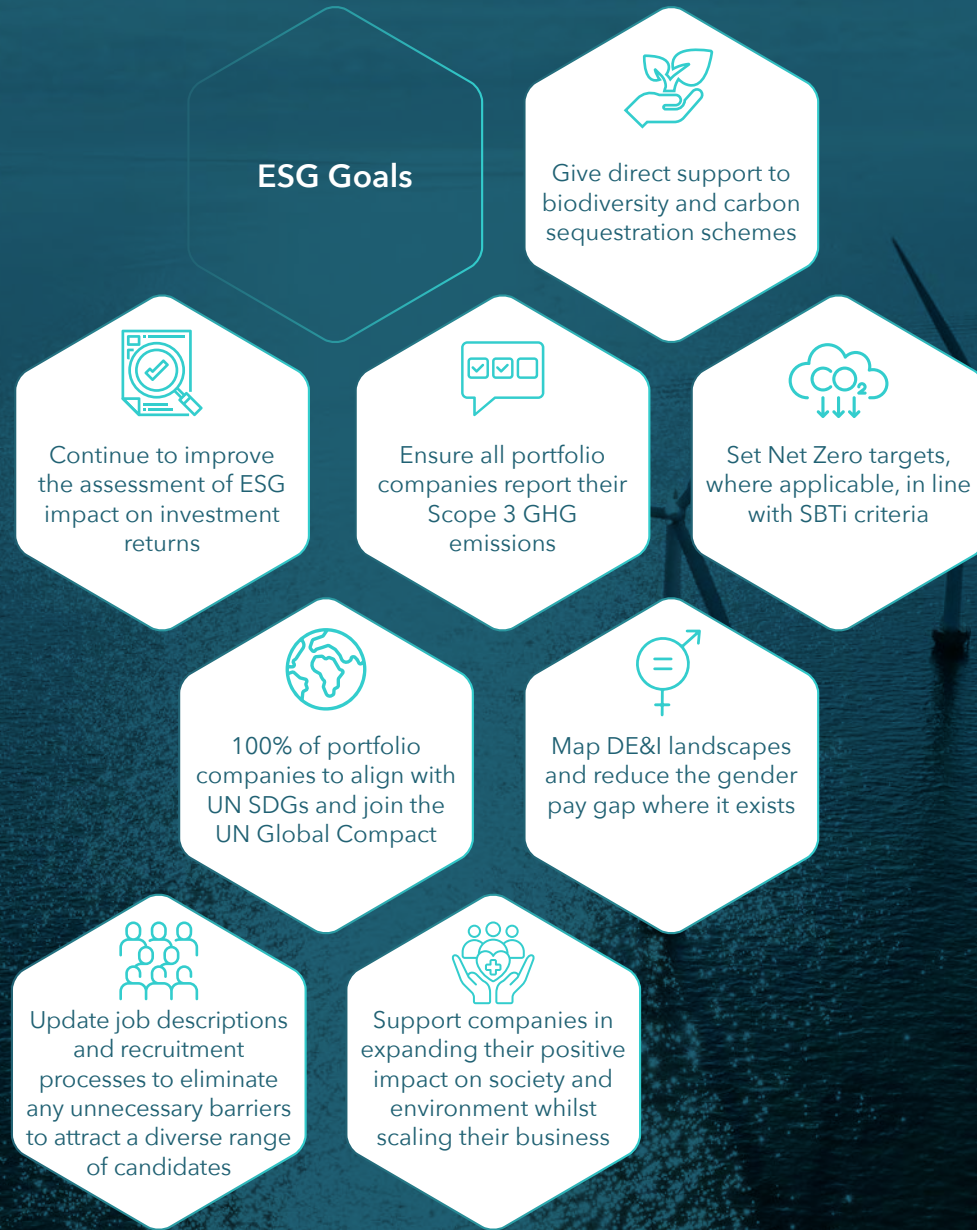 ESG Goals
Give direct support to
biodiversity and carbon
sequestration schemes
Continue to improve
the assessment of ESG
impact on investment
returns
Ensure all portfolio
companies report their
Scope 3 GHG
emissions
CO₂
Set Net Zero targets,
where applicable, in line
with SBTi criteria
100% of portfolio
companies to align with
UN SDGs and join the
UN Global Compact
Map DE&I landscapes
and reduce the gender
pay gap where it exists
Update job descriptions
and recruitment
processes to eliminate
any unnecessary barriers
to attract a diverse range
of candidates
Support companies in
expanding their positive
impact on society and
environment whilst
scaling their business